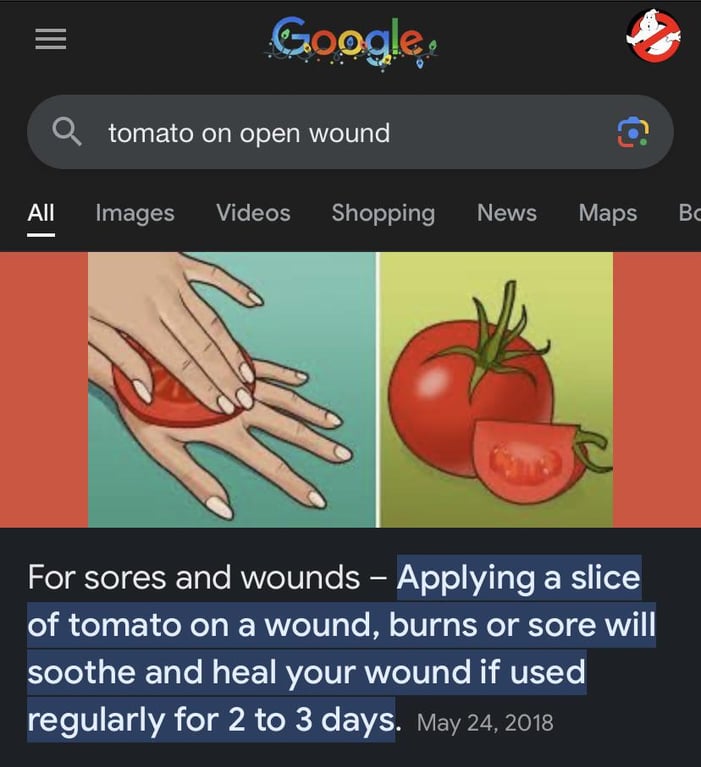 Google
tomato on open wound
All Images Videos Shopping News Maps Bo
For sores and wounds – Applying a slice
of tomato on a wound, burns or sore will
soothe and heal your wound if used
regularly for 2 to 3 days. May 24, 2018